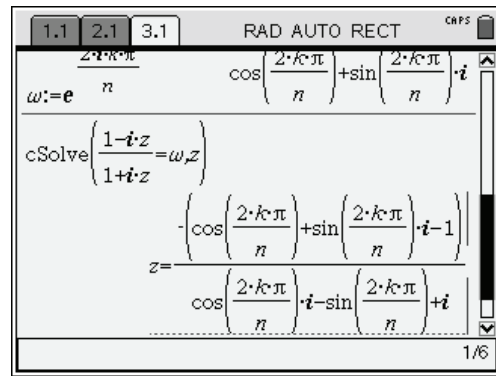 1.1 2.1 3.1 RAD AUTO RECT CAPS
ω:=e^(2·i·k·π/n) cos(2·k·π/n)+sin(2·k·π/n)·i
cSolve((1-i·z)/(1+i·z)=ω,z)
z=-(cos(2·k·π/n)+sin(2·k·π/n)·i-1)/(cos(2·k·π/n)·i-sin(2·k·π/n)+i)
1/6